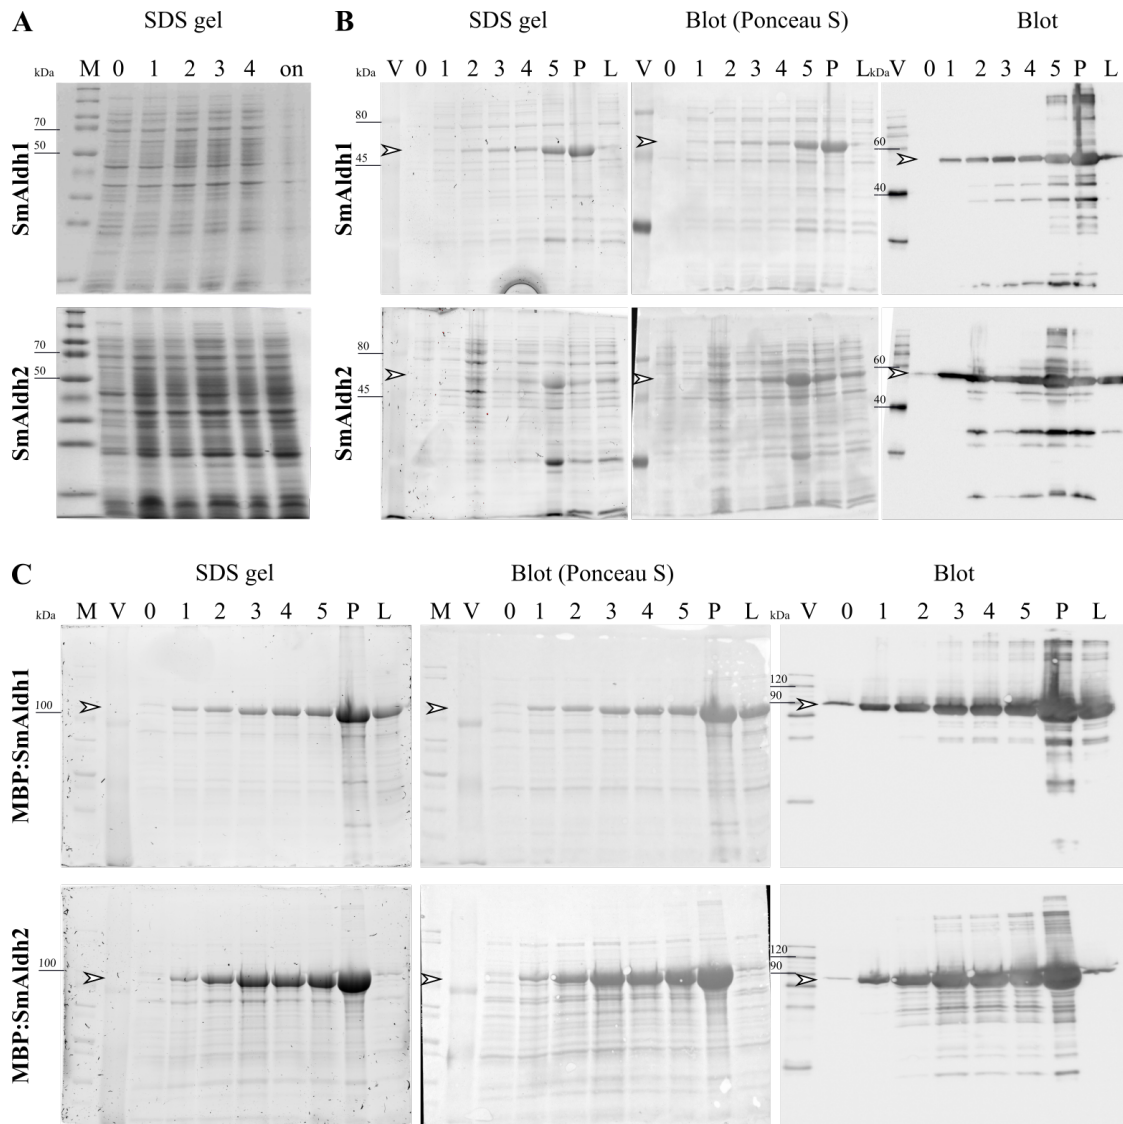 A SDS gel
kDa M 0 1 2 3 4 on
70
50
SmAldh1
70
50
SmAldh2
B SDS gel Blot (Ponceau S) Blot
kDa V 0 1 2 3 4 5 P L V 0 1 2 3 4 5 P L kDa V 0 1 2 3 4 5 P L
80
45
60
40
SmAldh1
80
45
60
40
SmAldh2
C SDS gel Blot (Ponceau S) Blot
kDa M V 0 1 2 3 4 5 P L M V 0 1 2 3 4 5 P L kDa V 0 1 2 3 4 5 P L
100
120
90
MBP:SmAldh1
100
120
90
MBP:SmAldh2